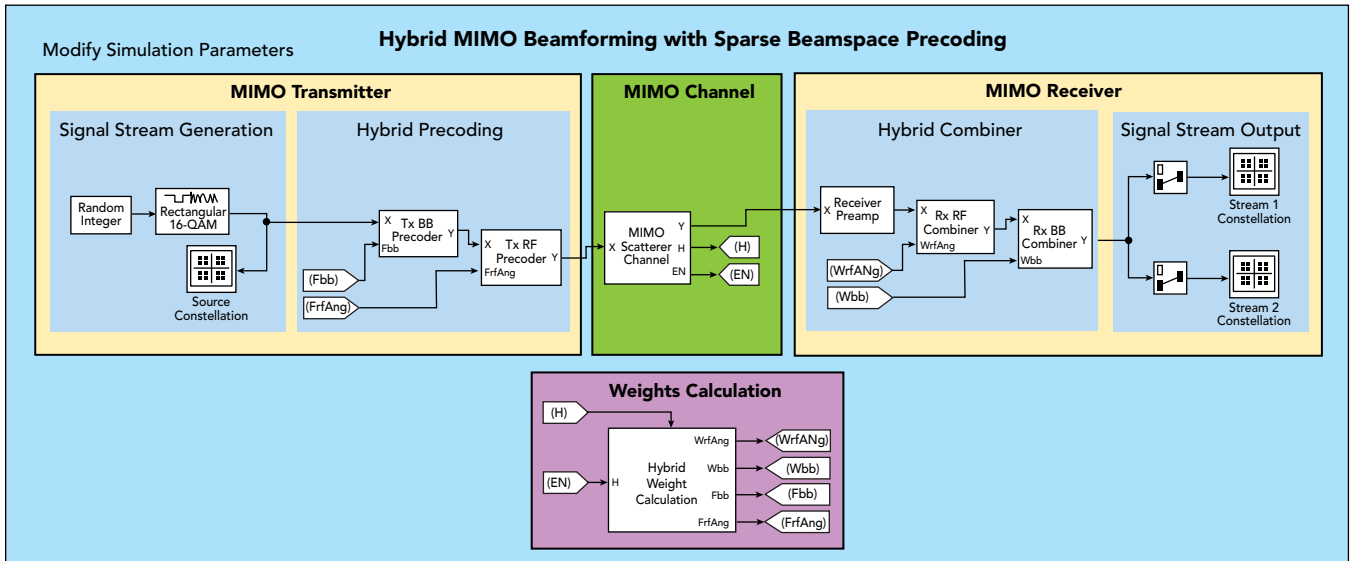 Hybrid MIMO Beamforming with Sparse Beamspace Precoding
Modify Simulation Parameters
MIMO Transmitter
Signal Stream Generation
Random
Integer
Rectangular
16-QAM
Source
Constellation
Hybrid Precoding
X
Tx BB
Precoder
Y
Fbb
X
Tx RF
Precoder
Y
FrfAng
(Fbb)
(FrfAng)
MIMO Channel
X
MIMO
Scatterer
Channel
Y
H
EN
(H)
(EN)
MIMO Receiver
Hybrid Combiner
X
Receiver
Preamp
X
Rx RF
Combiner
Y
WrfAng
X
Rx BB
Combiner
Y
Wbb
(WrfANg)
(Wbb)
Signal Stream Output
Stream 1
Constellation
Stream 2
Constellation
Weights Calculation
(H)
(EN)
H
Hybrid
Weight
Calculation
WrfAng
Wbb
Fbb
FrfAng
(WrfANg)
(Wbb)
(Fbb)
(FrfAng)